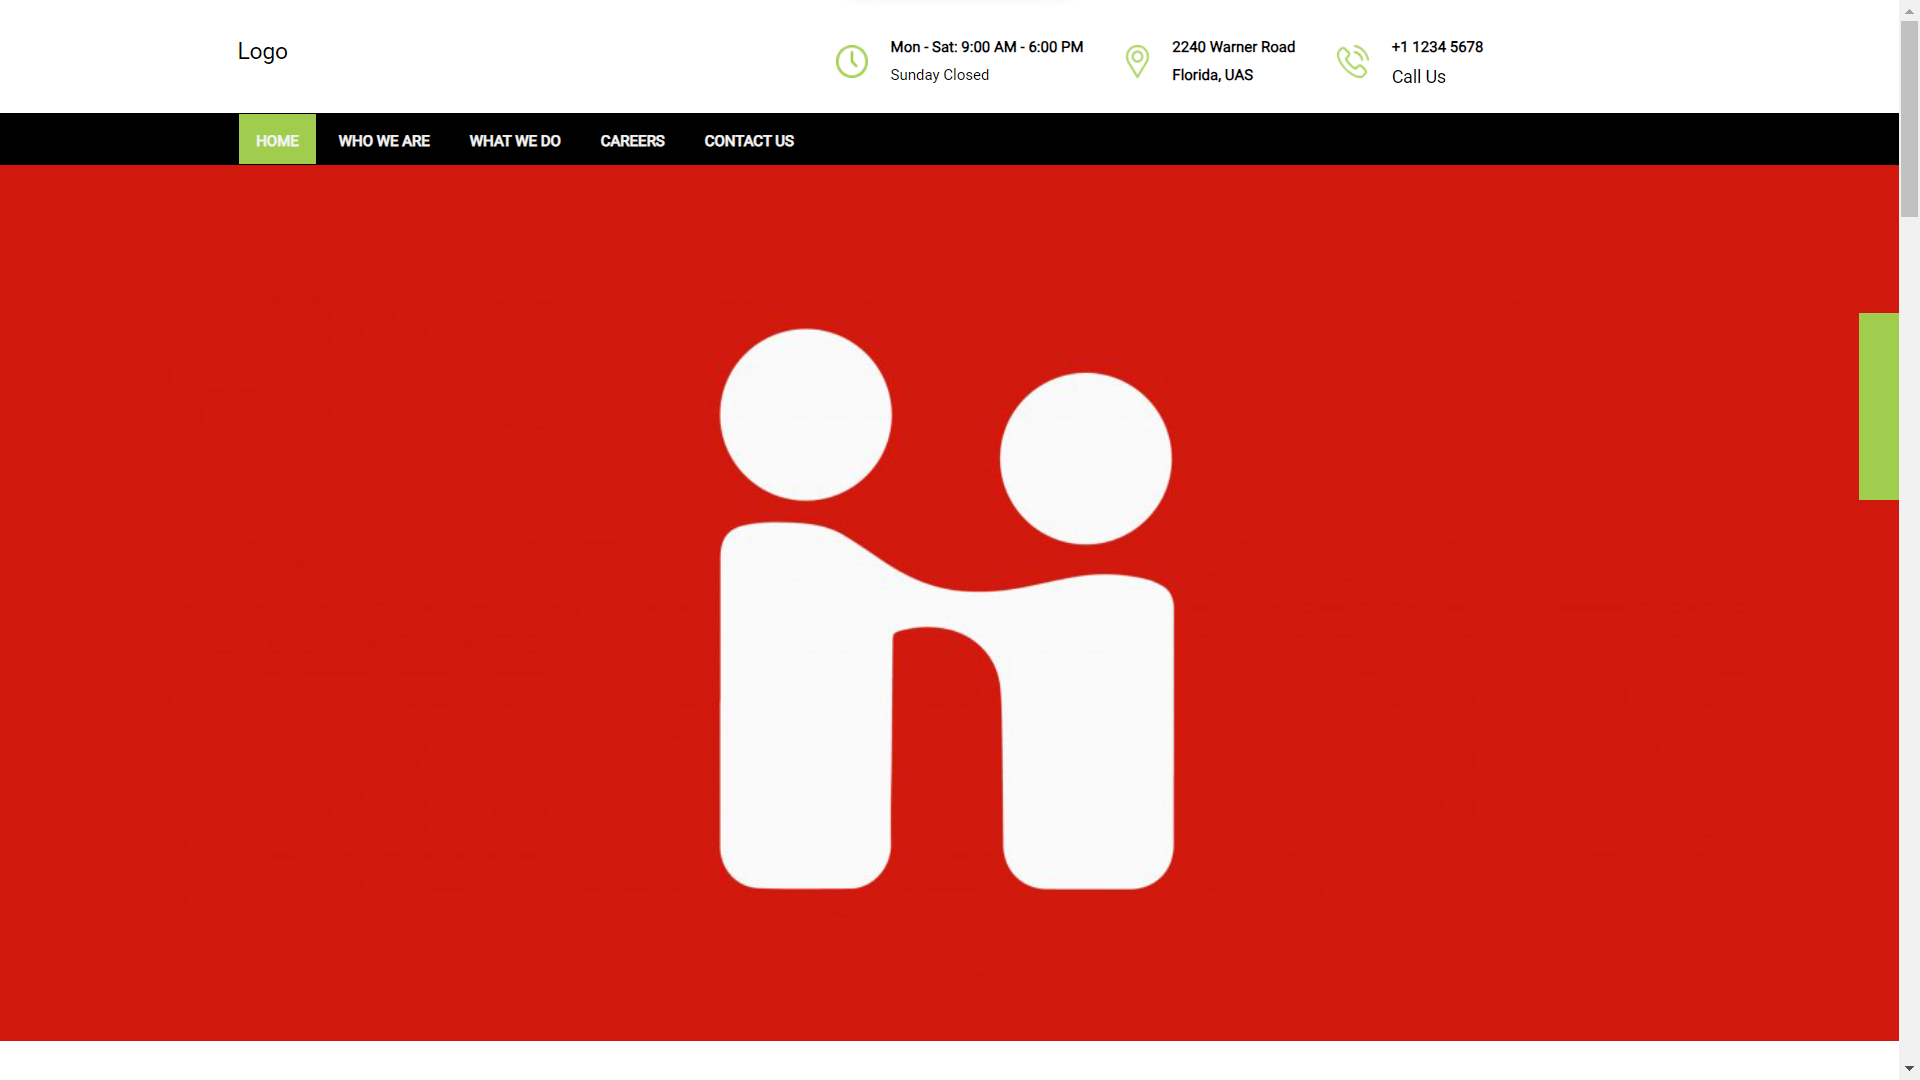 Logo
Mon - Sat: 9:00 AM - 6:00 PM
Sunday Closed
2240 Warner Road
Florida, UAS
+1 1234 5678
Call Us
HOME
WHO WE ARE
WHAT WE DO
CAREERS
CONTACT US